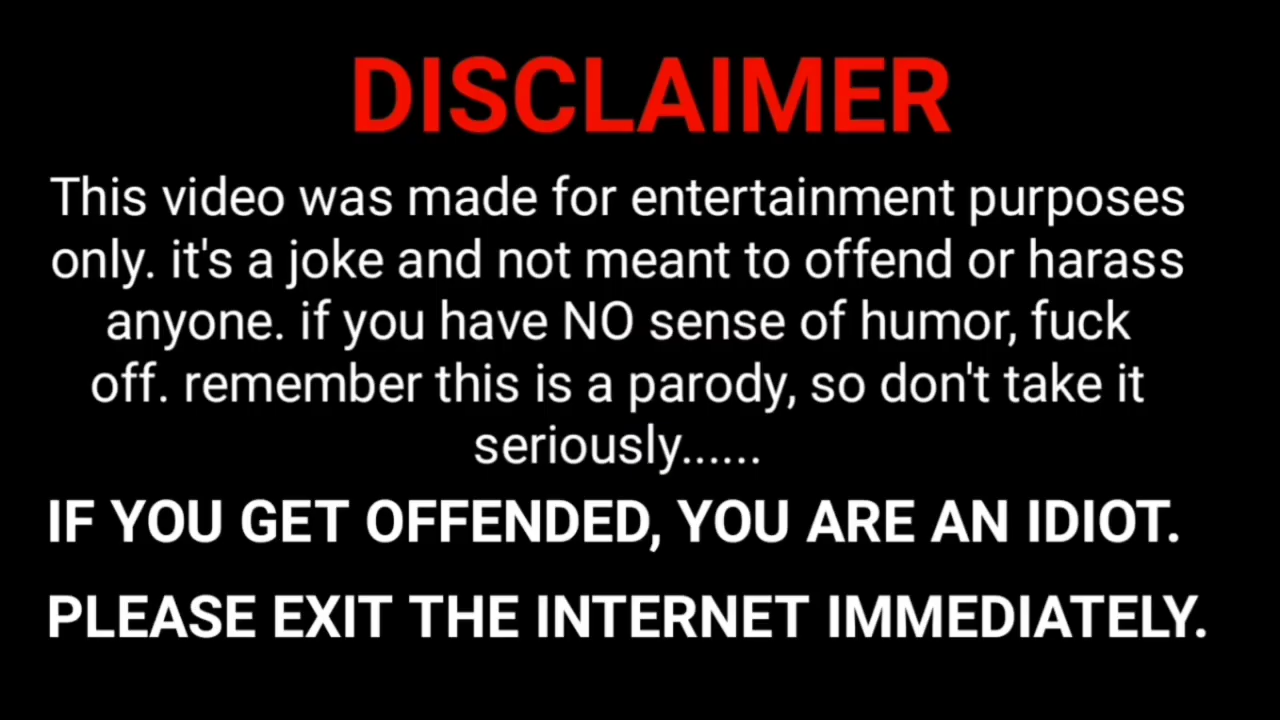 DISCLAIMER
This video was made for entertainment purposes
only. it's a joke and not meant to offend or harass
anyone. if you have NO sense of humor, fuck
off. remember this is a parody, so don't take it
seriously......
IF YOU GET OFFENDED, YOU ARE AN IDIOT.
PLEASE EXIT THE INTERNET IMMEDIATELY.